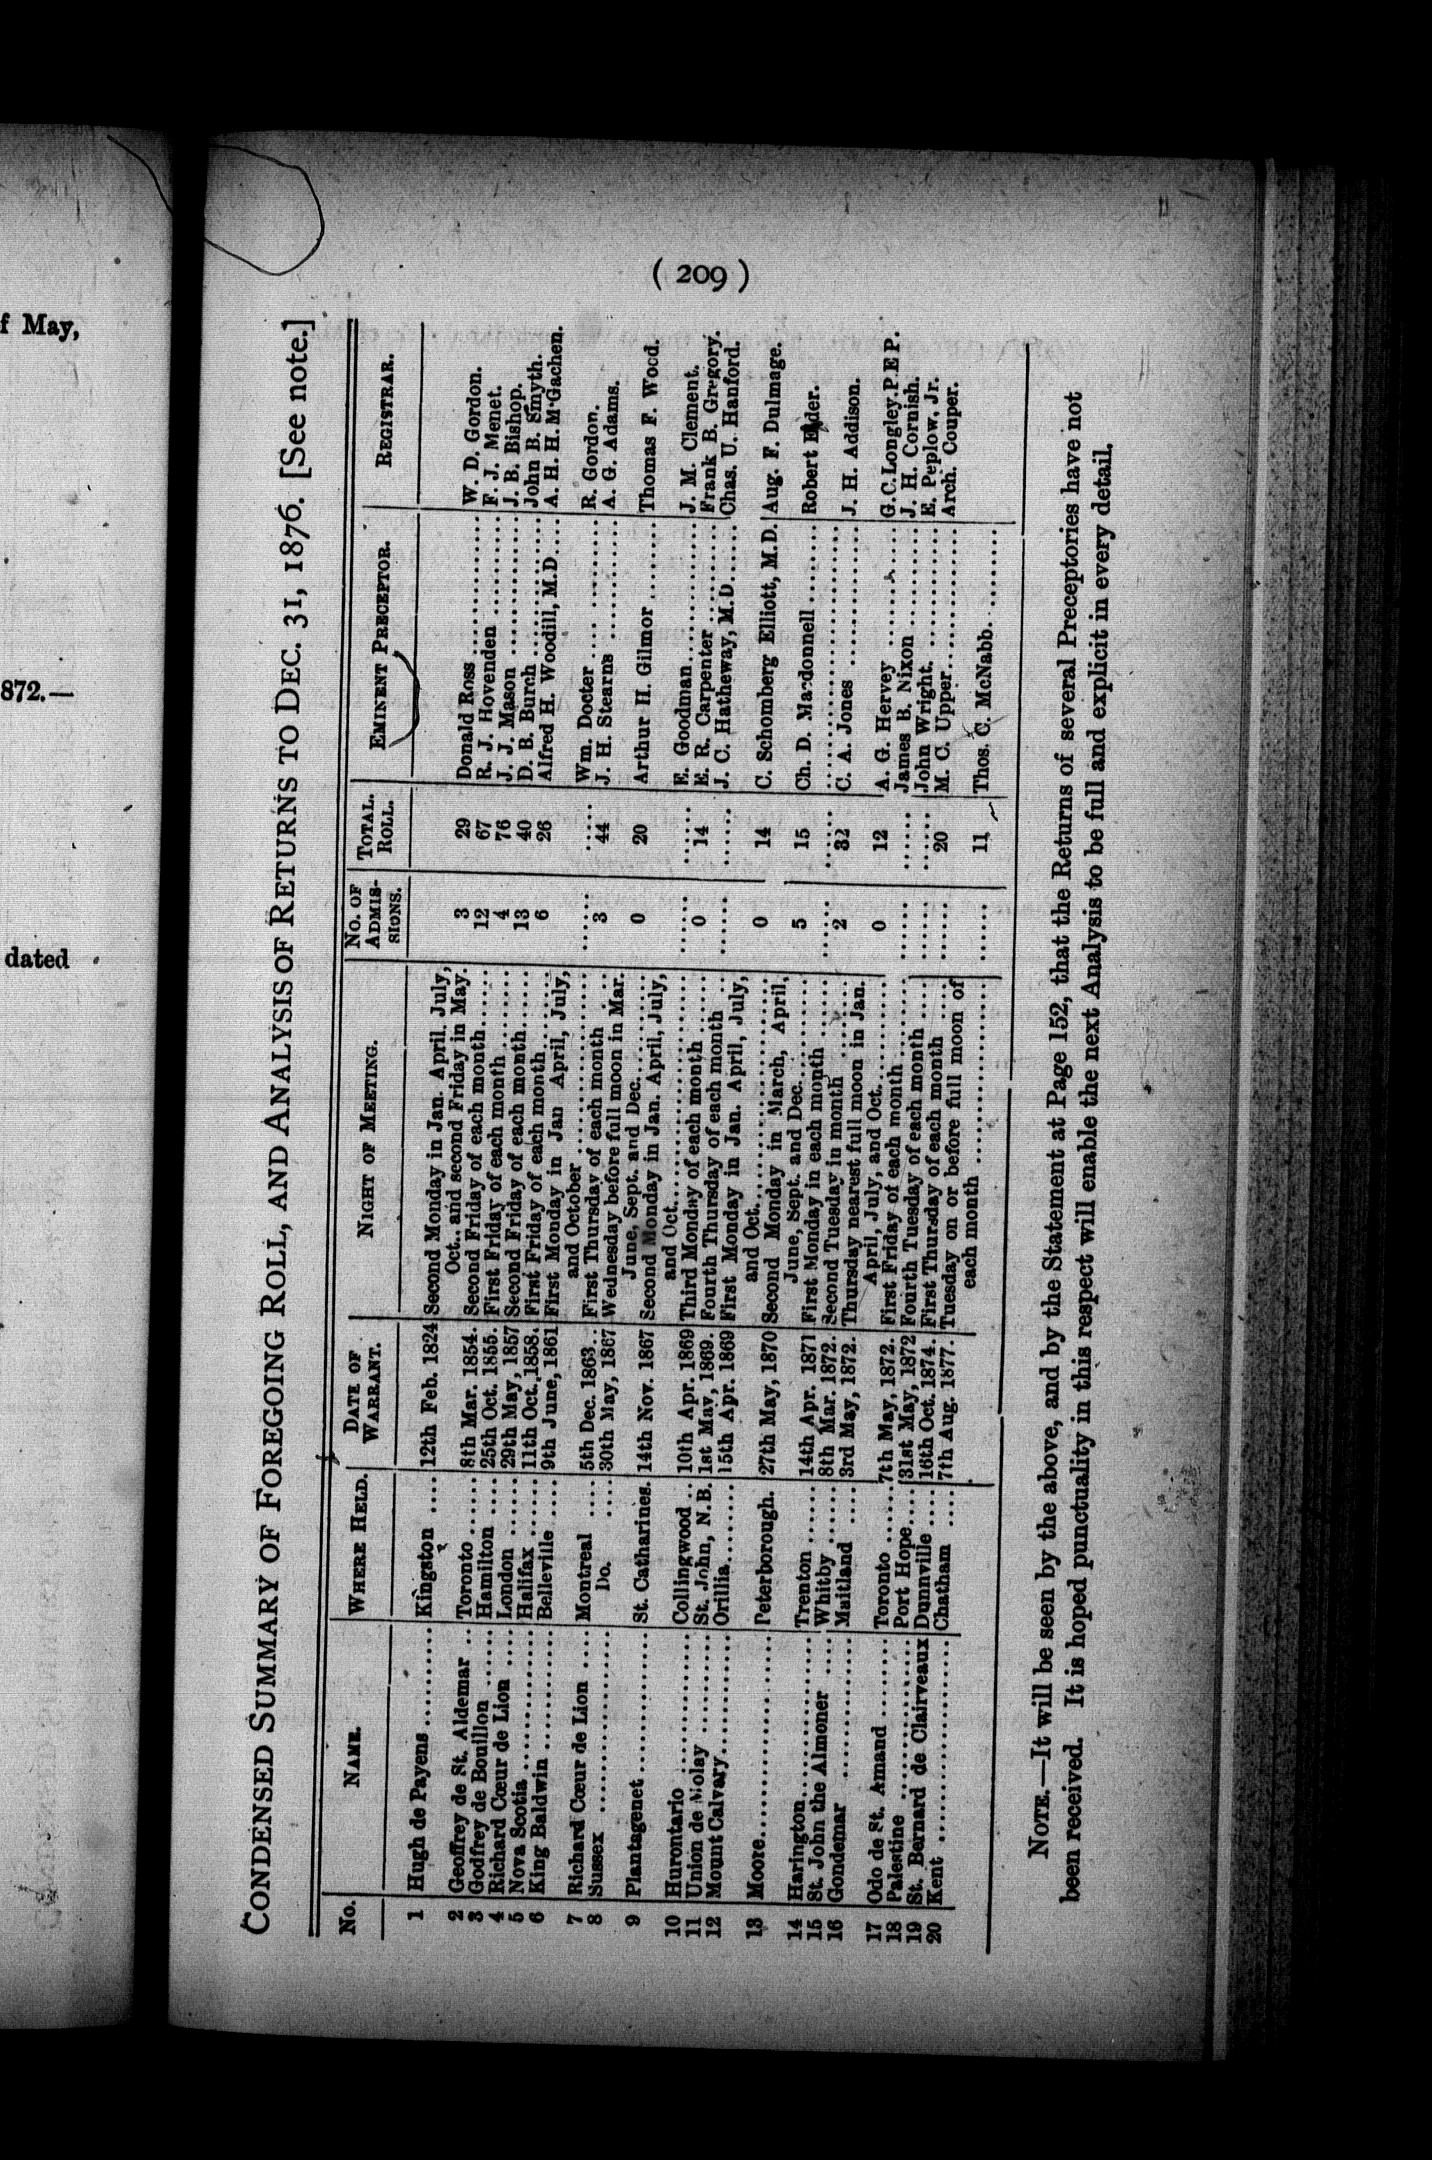 f May,
872.—
dated
( 209 )
CONDENSED SUMMARY OF FOREGOING ROLL, AND ANALYSIS OF RETURNS TO DEC. 31, 1876. [See note.]
No. NAME. WHERE HELD. DATE OF WARRANT. NIGHT OF MEETING. NO. OF ADMISSIONS. TOTAL. ROLL. EMINENT PRECEPTOR. REGISTRAR.
1 Hugh de Payens .......... Kingston .... 12th Feb. 1824 Second Monday in Jan. April. July,
Oct., and second Friday in May. 3 29 Donald Ross .......... W. D. Gordon.
2 Geoffrey de St. Aldemar .. Toronto ...... 8th Mar. 1854. Second Friday of each month...... 12 67 R. J. Hovenden .......... F. J. Menet.
3 Godfrey de Bouillon ...... Hamilton .... 25th Oct. 1855. First Friday of each month........ 4 76 J. J. Mason .......... J. B. Bishop.
4 Richard Cœur de Lion .... London ...... 29th May, 1857 Second Friday of each month...... 13 40 D. B. Burch .......... John B. Smyth.
5 Nova Scotia .......... Halifax ...... 11th Oct. 1858. First Friday of each month........ 6 26 Alfred H. Woodill, M.D .... A. H. H. McGachen.
6 King Baldwin .......... Belleville .... 9th June, 1861 First Monday in Jan April, July,
and October .......... ...... ..... Wm. Docter .......... R. Gordon.
7 Richard Cœur de Lion .... Montreal .... 5th Dec. 1863.. First Thursday of each month .... 3 44 J. H. Stearns .......... A. G. Adams.
8 Sussex .......... Do. .... 30th May, 1867 Wednesday before full moon in Mar.
June, Sept. and Dec.......... 0 20 Arthur H. Gilmor .......... Thomas F. Wood.
9 Plantagenet .......... St. Catharines. 14th Nov. 1867 Second Monday in Jan. April, July,
and Oct.......... ...... ..... E. Goodman.......... J. M. Clement.
10 Hurontario .......... Collingwood .. 10th Apr. 1869 Third Monday of each month ...... 0 14 E. R. Carpenter .......... Frank B. Gregory.
11 Union de Molay .......... St. John, N.B. 1st May, 1869. Fourth Thursday of each month .. ...... ...... J. C. Hatheway, M.D...... Chas. U. Hanford.
12 Mount Calvary.......... Orillia........ 15th Apr. 1869 First Monday in Jan. April, July,
and Oct.......... 0 14 C. Schomberg Elliott, M.D. Aug. F. Dulmage.
13 Moore.......... Peterborough. 27th May, 1870 Second Monday in March, April,
June, Sept. and Dec.......... 5 15 Ch. D. Macdonnell ........ Robert Elder.
14 Harington.......... Trenton ...... 14th Apr. 1871 First Monday in each month ...... ...... ...... ..........
15 St. John the Almoner .... Whitby ...... 8th Mar. 1872. Second Tuesday in month ...... 2 32 C. A. Jones .......... J. H. Addison.
16 Gondemar .......... Maitland .... 3rd May, 1872. Thursday nearest full moon in Jan.
April, July, and Oct.......... 0 12 A. G. Hervey .......... G. C. Longley. P.E P.
17 Odo de St. Amand ........ Toronto ...... 7th May, 1872. First Friday of each month ........ ...... ...... James B. Nixon .......... J. H. Cornish.
18 Palestine .......... Port Hope.... 31st May, 1872 Fourth Tuesday of each month .... ...... ..... John Wright. .......... E. Peplow, Jr.
19 St. Bernard de Clairveaux Dunnville .... 16th Oct. 1874. First Thursday of each month .... ...... 20 M. C. Upper.......... Arch. Couper.
20 Kent .......... Chatham .... 7th Aug. 1877. Tuesday on or before full moon of
each month .......... ...... 11 Thos. C. McNabb. ........
NOTE.—It will be seen by the above, and by the Statement at Page 152, that the Returns of several Preceptories have not
been received. It is hoped punctuality in this respect will enable the next Analysis to be full and explicit in every detail.